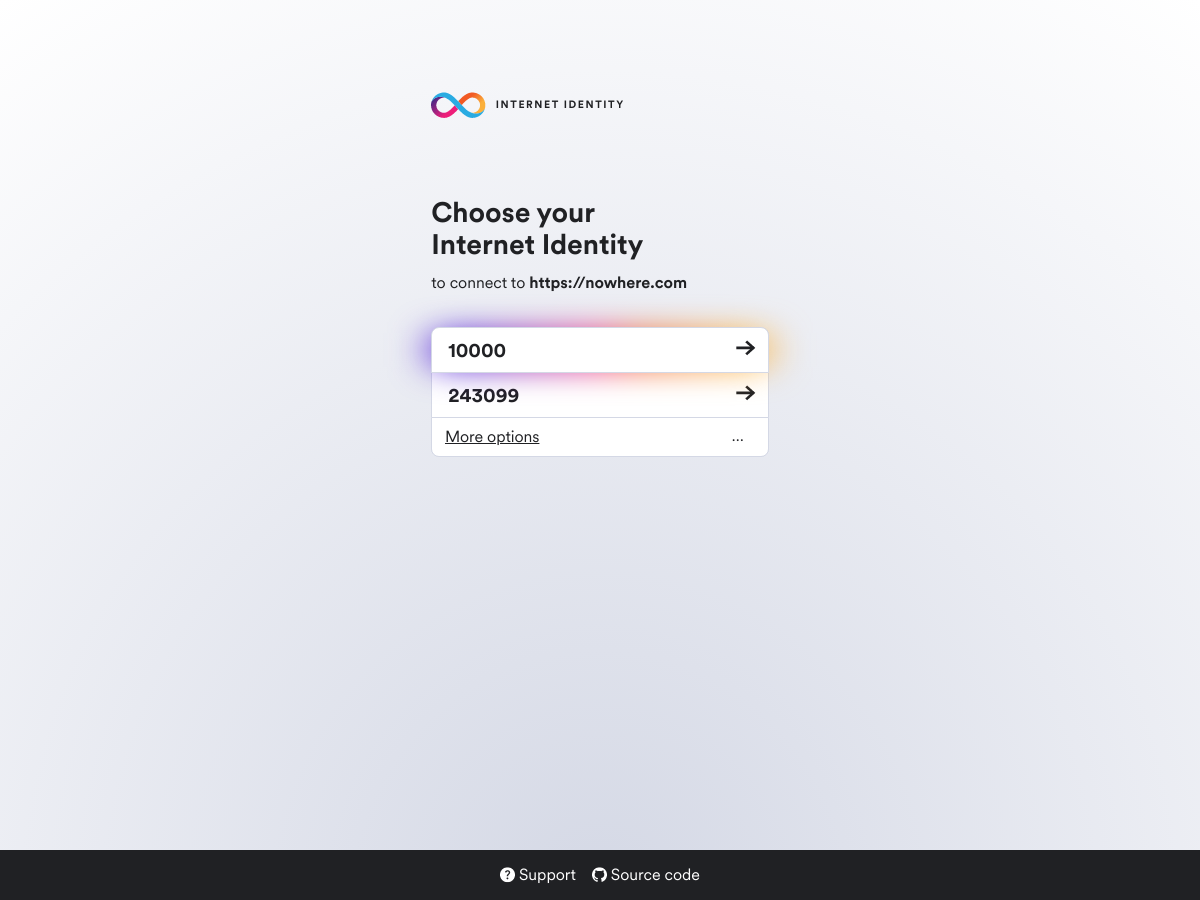 INTERNET IDENTITY
Choose your
Internet Identity
to connect to https://nowhere.com
10000
243099
More options ...
Support Source code